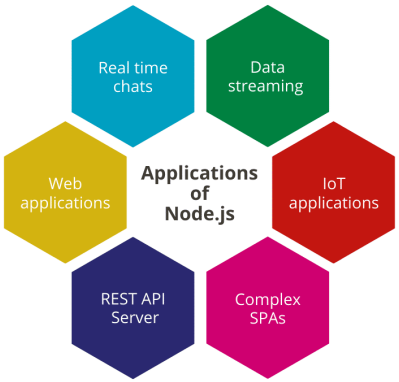 Real time
chats
Data
streaming
Web
applications
Applications
of
Node.js
IoT
applications
REST API
Server
Complex
SPAs